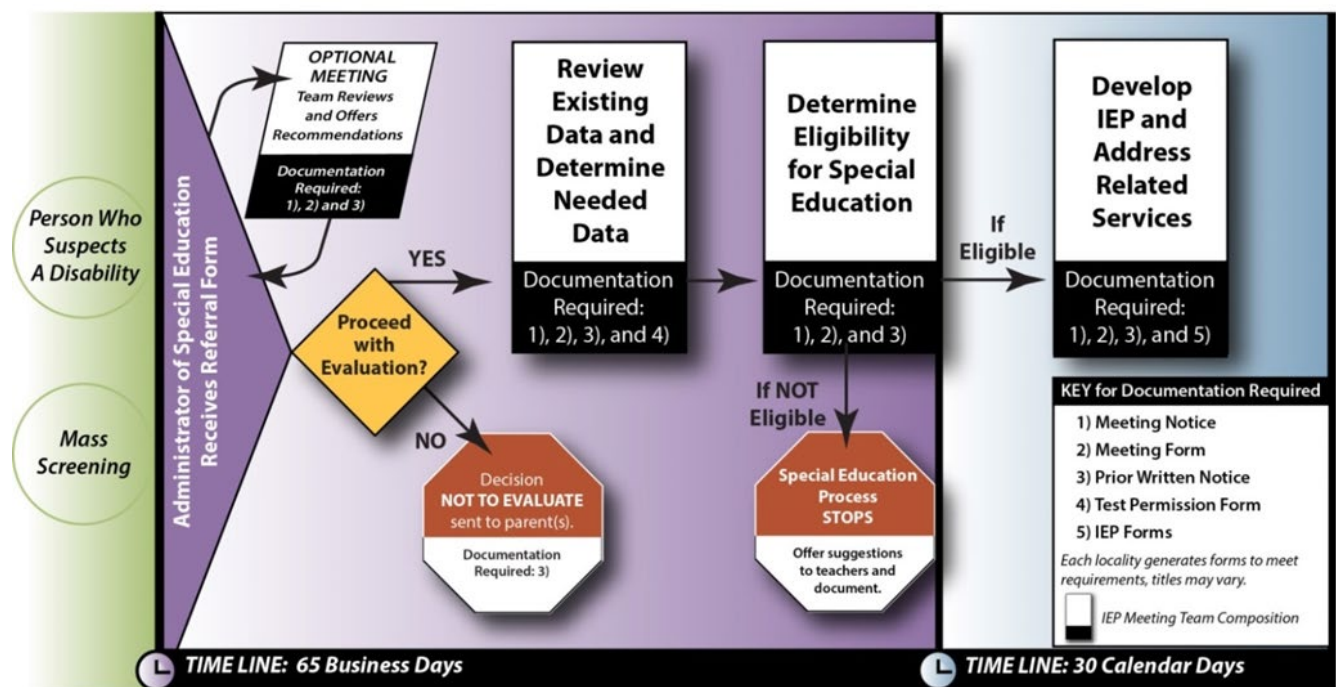 Person Who
Suspects
A Disability
Mass
Screening
Administrator of Special Education
Receives Referral Form
OPTIONAL
MEETING
Team Reviews
and Offers
Recommendations
Documentation
Required:
1), 2) and 3)
Proceed
with
Evaluation?
YES
NO
Review
Existing
Data and
Determine
Needed
Data
Documentation
Required:
1), 2), 3), and 4)
Decision
NOT TO EVALUATE
sent to parent(s).
Documentation
Required: 3)
Determine
Eligibility
for Special
Education
Documentation
Required:
1), 2), and 3)
If NOT
Eligible
Special Education
Process
STOPS
Offer suggestions
to teachers and
document.
If
Eligible
Develop
IEP and
Address
Related
Services
Documentation
Required:
1), 2), 3), and 5)
KEY for Documentation Required
1) Meeting Notice
2) Meeting Form
3) Prior Written Notice
4) Test Permission Form
5) IEP Forms
Each locality generates forms to meet
requirements, titles may vary.
IEP Meeting Team Composition
TIME LINE: 65 Business Days
TIME LINE: 30 Calendar Days